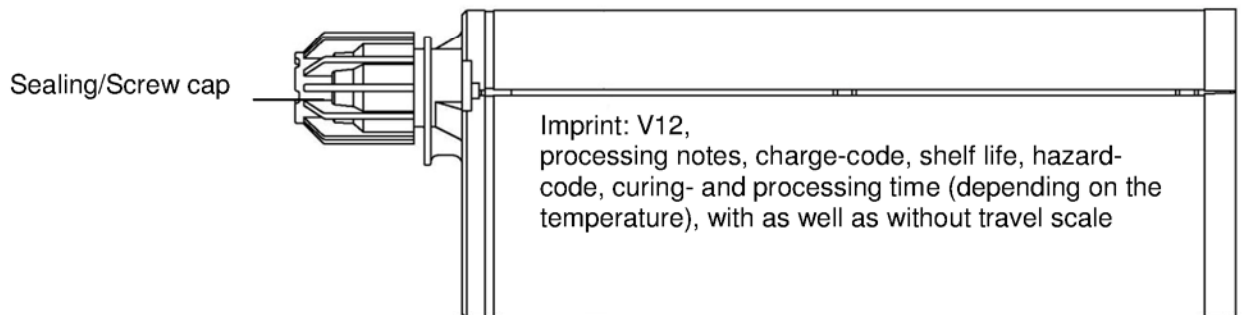 Sealing/Screw cap
Imprint: V12,
processing notes, charge-code, shelf life, hazard-
code, curing- and processing time (depending on the
temperature), with as well as without travel scale